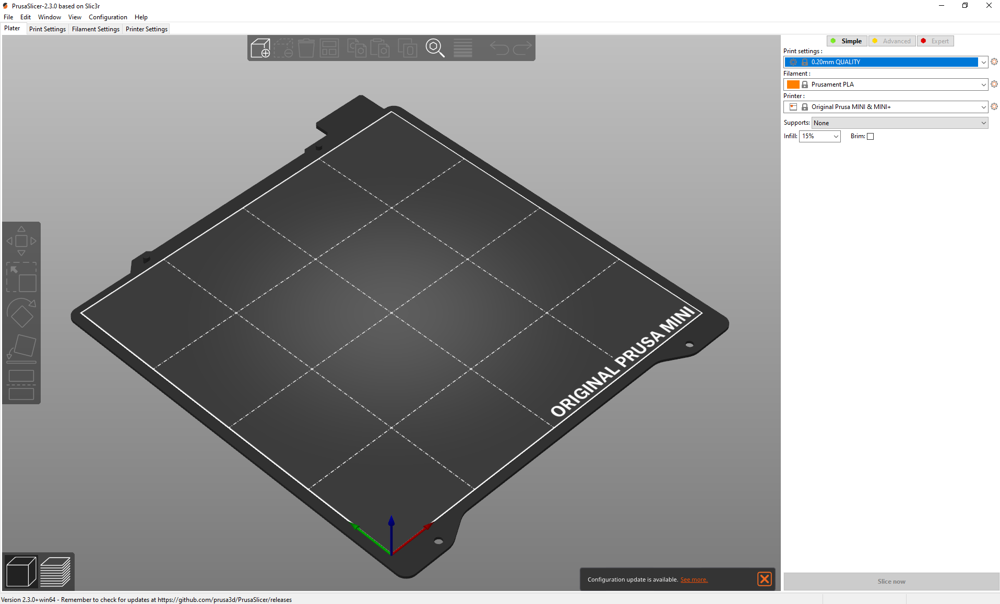 PrusaSlicer-2.3.0 based on Slic3r
File Edit Window View Configuration Help
Plater Print Settings Filament Settings Printer Settings
Simple Advanced Expert
Print settings :
0.20mm QUALITY
Filament :
Prusament PLA
Printer :
Original Prusa MINI & MINI+
Supports: None
Infill: 15% Brim:
ORIGINAL PRUSA MINI
Configuration update is available. See more.
Slice now
Version 2.3.0+win64 - Remember to check for updates at https://github.com/prusa3d/PrusaSlicer/releases